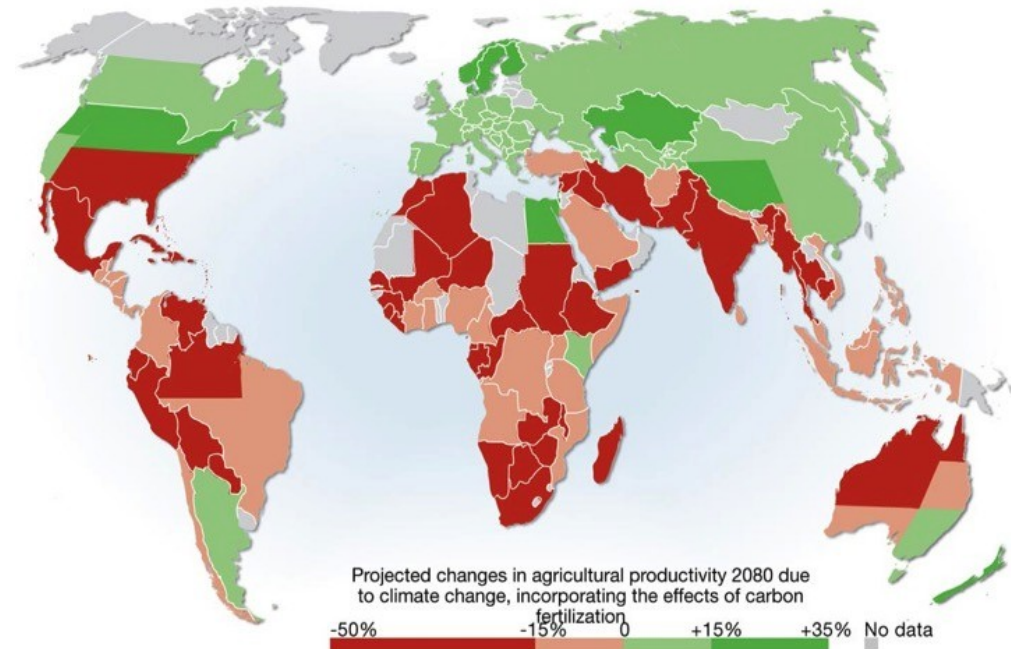 Projected changes in agricultural productivity 2080 due
to climate change, incorporating the effects of carbon
fertilization
-50% -15% 0 +15% +35% No data